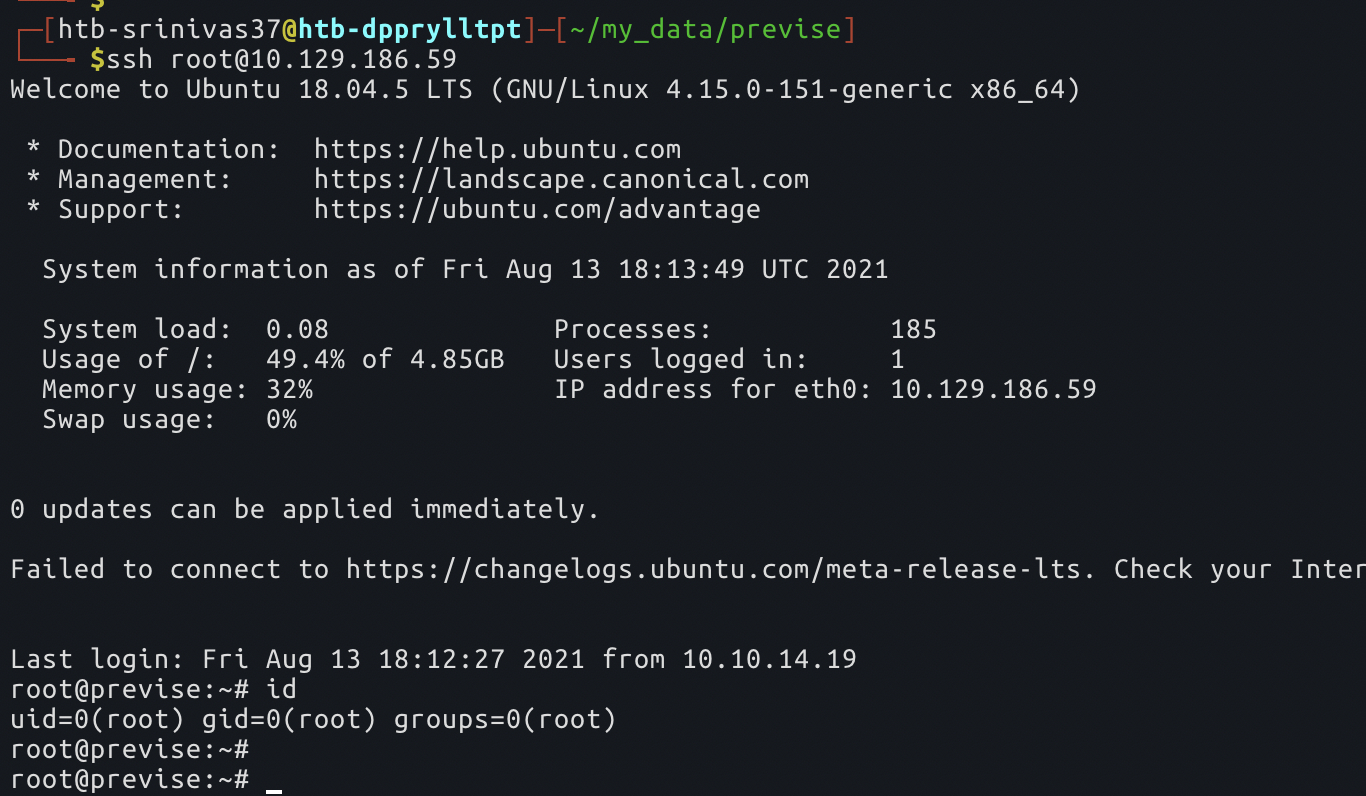 $
[htb-srinivas37@htb-dpprylltpt]─[~/my_data/previse]
$ssh root@10.129.186.59
Welcome to Ubuntu 18.04.5 LTS (GNU/Linux 4.15.0-151-generic x86_64)
* Documentation: https://help.ubuntu.com
* Management: https://landscape.canonical.com
* Support: https://ubuntu.com/advantage
System information as of Fri Aug 13 18:13:49 UTC 2021
System load: 0.08 Processes: 185
Usage of /: 49.4% of 4.85GB Users logged in: 1
Memory usage: 32% IP address for eth0: 10.129.186.59
Swap usage: 0%
0 updates can be applied immediately.
Failed to connect to https://changelogs.ubuntu.com/meta-release-lts. Check your Inter
Last login: Fri Aug 13 18:12:27 2021 from 10.10.14.19
root@previse:~# id
uid=0(root) gid=0(root) groups=0(root)
root@previse:~#
root@previse:~#